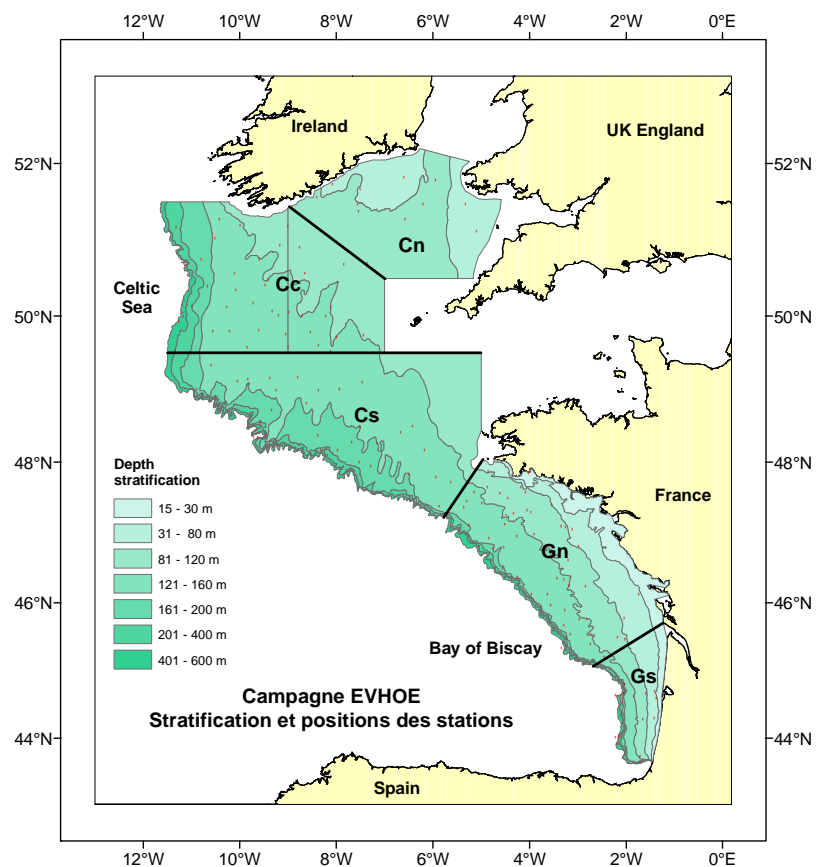 12°W 10°W 8°W 6°W 4°W 2°W 0°E
Ireland
UK England
52°N 52°N
Cn
Celtic
Sea
Cc
50°N 50°N
Cs
48°N 48°N
Depth
stratification
France
15 - 30 m
31 - 80 m
81 - 120 m
Gn
121 - 160 m
161 - 200 m
46°N 46°N
201 - 400 m
401 - 600 m
Bay of Biscay
Gs
Campagne EVHOE
Stratification et positions des stations
44°N 44°N
Spain
12°W 10°W 8°W 6°W 4°W 2°W 0°E